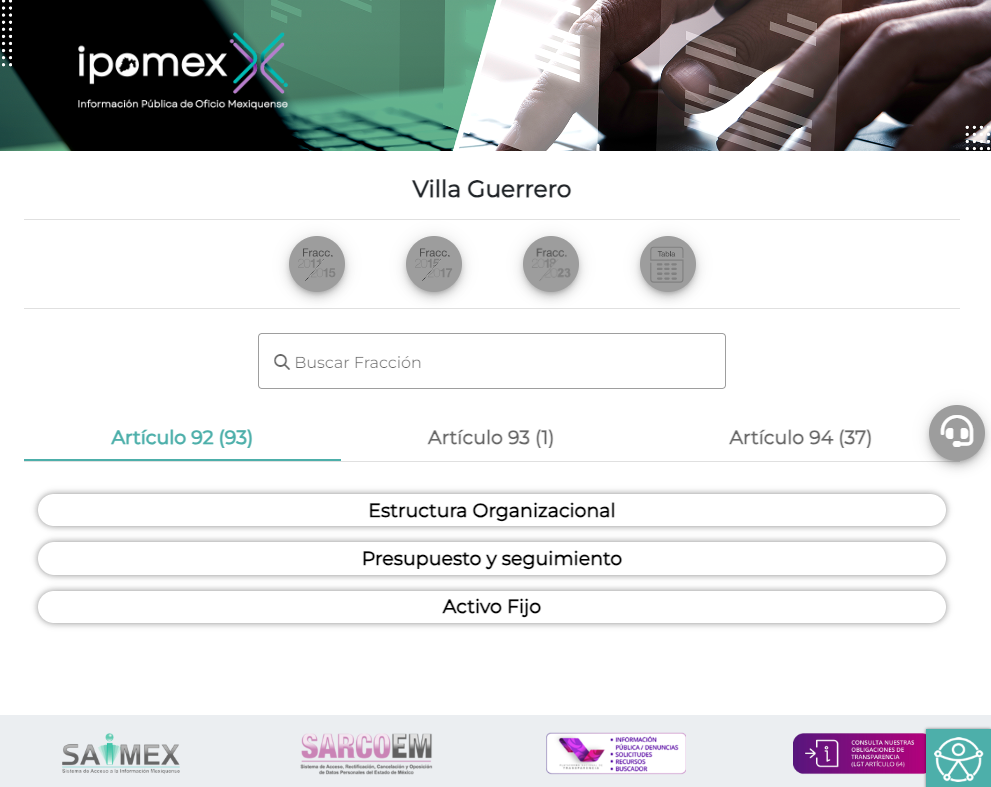 ipomex
Información Pública de Oficio Mexiquense
Villa Guerrero
Fracc.
2015
Fracc.
2017
Fracc.
2023
Tabla
Buscar Fracción
Artículo 92 (93)
Artículo 93 (1)
Artículo 94 (37)
Estructura Organizacional
Presupuesto y seguimiento
Activo Fijo
SAIMEX
Sistema de Acceso a la Información Mexiquense
SARCOEM
Sistema de Acceso, Rectificación, Cancelación y Oposición
de Datos Personales del Estado de México
• INFORMACIÓN
PÚBLICA / DENUNCIAS
• SOLICITUDES
• RECURSOS
• BUSCADOR
CONSULTA NUESTRAS
OBLIGACIONES DE
TRANSPARENCIA
(LGT ARTÍCULO 64)